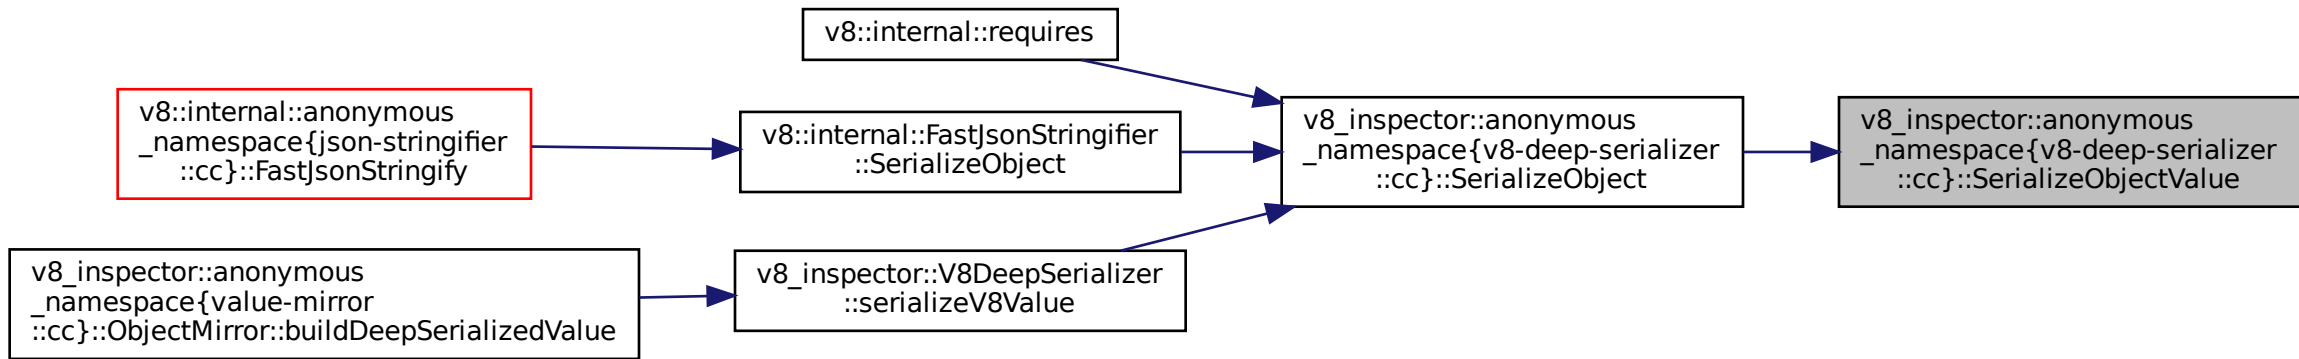 v8::internal::requires
v8::internal::anonymous
_namespace{json-stringifier
::cc}::FastJsonStringify
v8::internal::FastJsonStringifier
::SerializeObject
v8_inspector::anonymous
_namespace{v8-deep-serializer
::cc}::SerializeObject
v8_inspector::anonymous
_namespace{v8-deep-serializer
::cc}::SerializeObjectValue
v8_inspector::anonymous
_namespace{value-mirror
::cc}::ObjectMirror::buildDeepSerializedValue
v8_inspector::V8DeepSerializer
::serializeV8Value